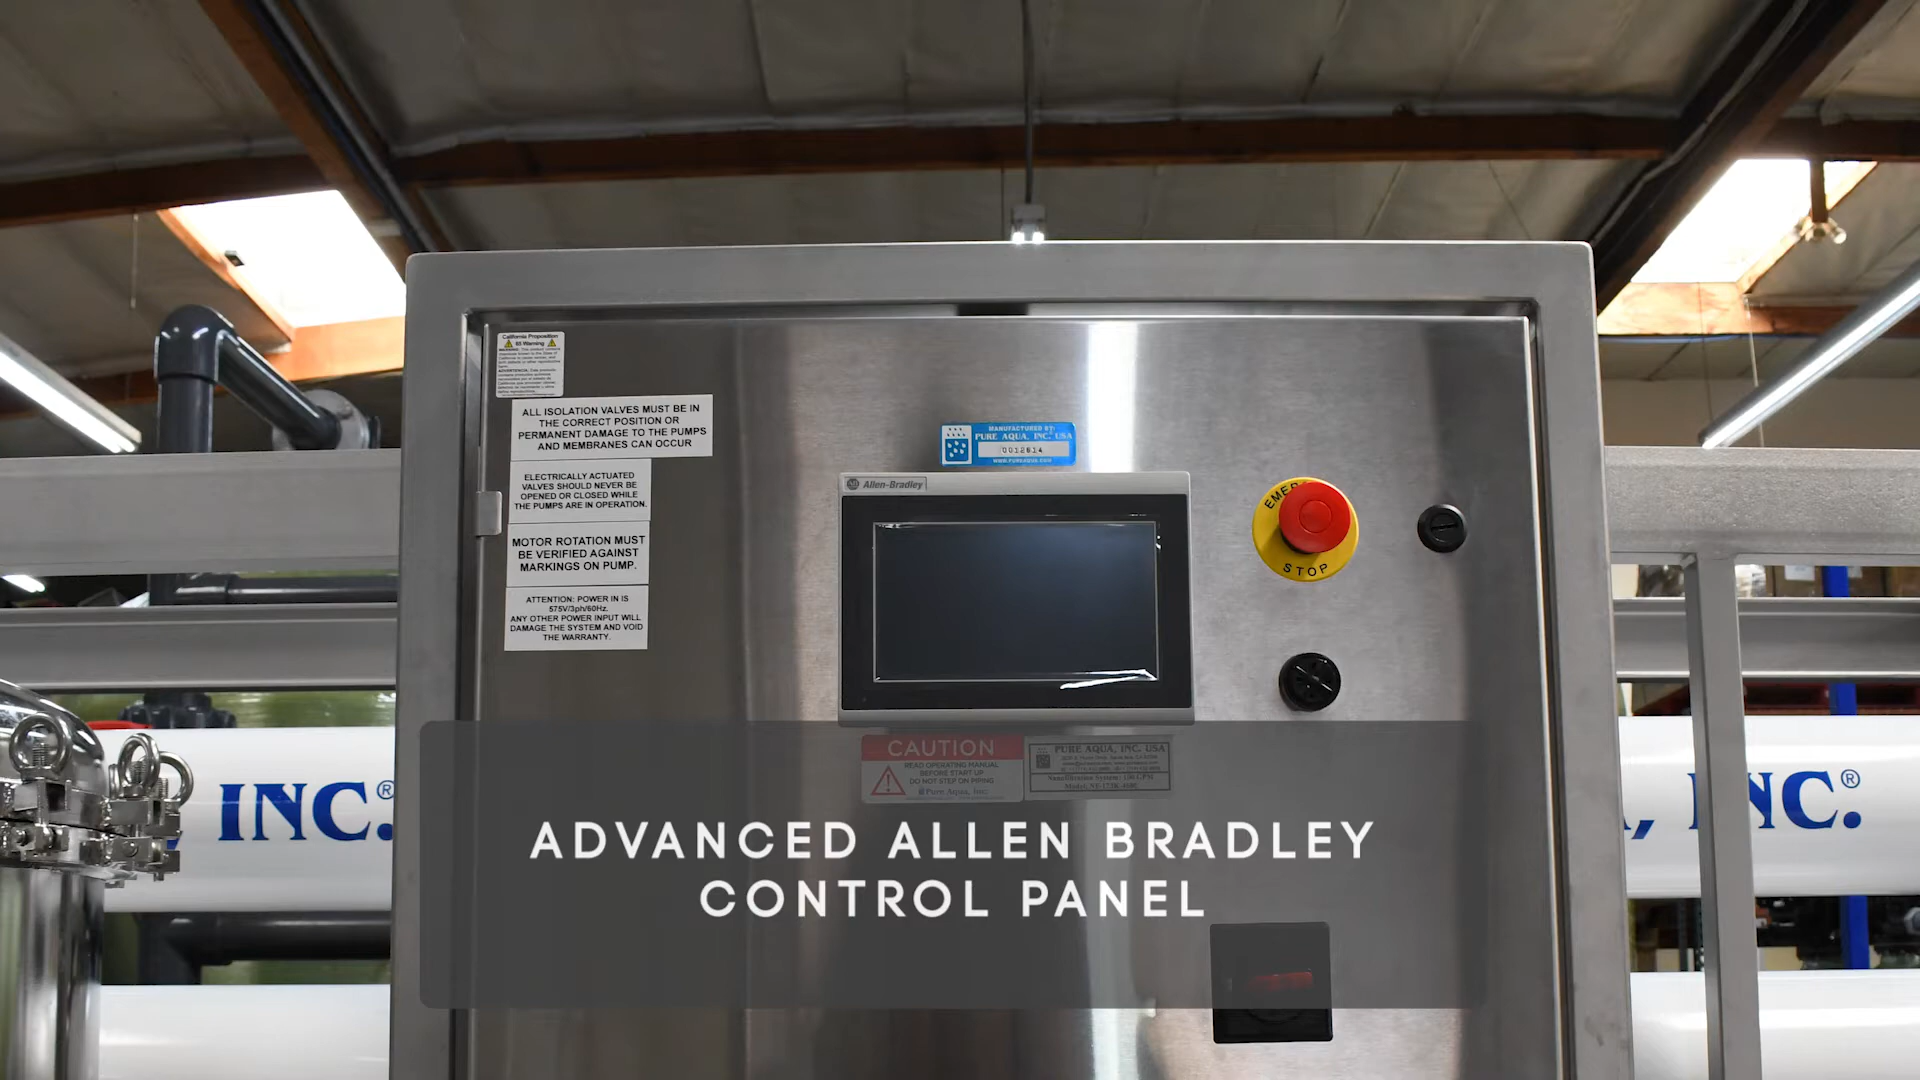 California Proposition
65 Warning
ALL ISOLATION VALVES MUST BE IN
THE CORRECT POSITION OR
PERMANENT DAMAGE TO THE PUMPS
AND MEMBRANES CAN OCCUR
ELECTRICALLY ACTUATED
VALVES SHOULD NEVER BE
OPENED OR CLOSED WHILE
THE PUMPS ARE IN OPERATION.
MOTOR ROTATION MUST
BE VERIFIED AGAINST
MARKINGS ON PUMP.
ATTENTION: POWER IN IS
575V/3ph/60Hz.
ANY OTHER POWER INPUT WILL
DAMAGE THE SYSTEM AND VOID
THE WARRANTY.
MANUFACTURED BY:
PURE AQUA, INC. USA
0012614
WWW.PUREAQUA.COM
AB Allen-Bradley
STOP
CAUTION
READ OPERATING MANUAL
BEFORE START UP
DO NOT STEP ON PIPING
Pure Aqua, Inc.
PURE AQUA, INC. USA
INC.®
INC.®
ADVANCED ALLEN BRADLEY
CONTROL PANEL